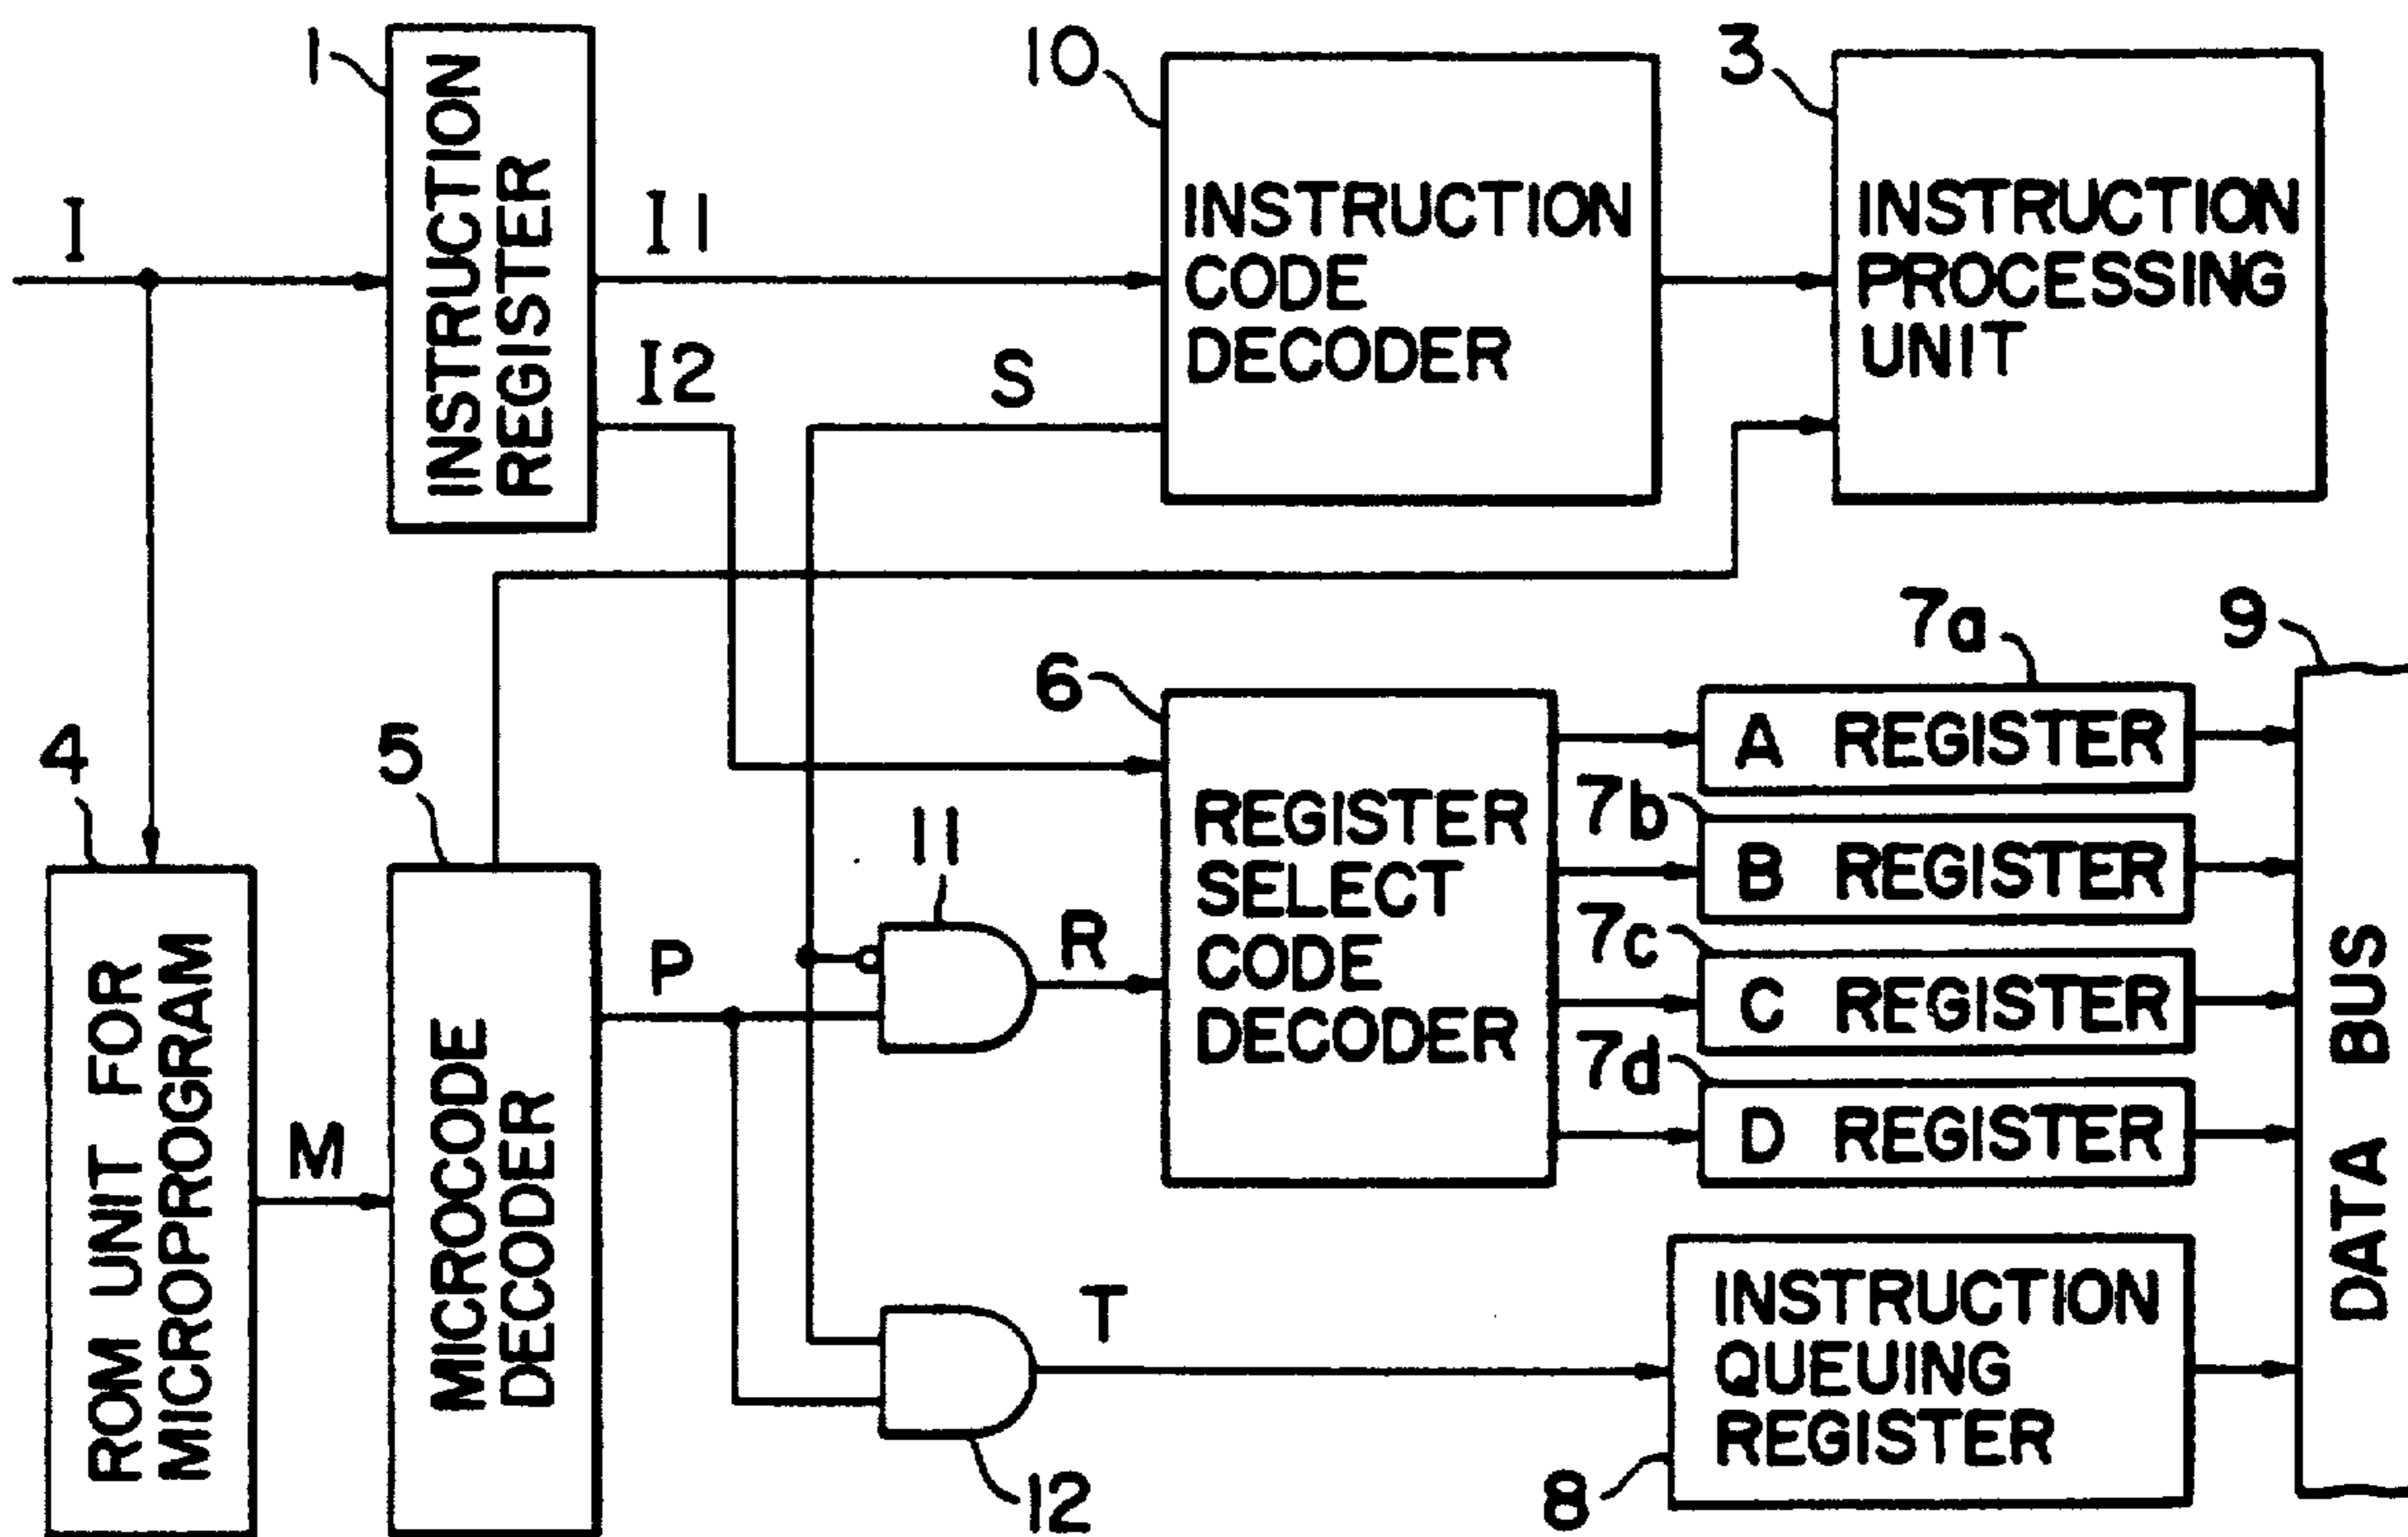 1
10
3
I
INSTRUCTION
REGISTER
I1
I2
S
INSTRUCTION
CODE
DECODER
INSTRUCTION
PROCESSING
UNIT
4
5
6
7a
9
ROM UNIT FOR
MICROPROGRAM
M
MICROCODE
DECODER
P
11
R
REGISTER
SELECT
CODE
DECODER
A REGISTER
7b
B REGISTER
7c
C REGISTER
7d
D REGISTER
DATA BUS
T
12
INSTRUCTION
QUEUING
REGISTER
8